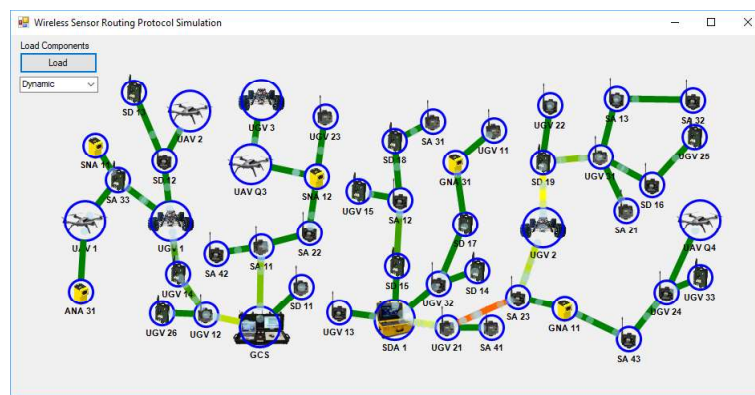 Wireless Sensor Routing Protocol Simulation
Load Components
Load
Dynamic
UGV 3
SD 13
UAV 2
UGV 23
SA 31
UGV 11
UGV 22
SA 13
SA 32
SNA 11
SD 12
SD 18
UGV 25
SA 33
UAV Q3
SNA 12
GNA 31
SD 19
UGV 31
SD 16
UGV 15
SA 12
SA 21
UAV 1
UGV 1
SA 22
SD 17
UGV 2
UAV Q4
SA 42
SA 11
SD 15
SD 14
UGV 14
UGV 32
UGV 33
ANA 31
SD 11
UGV 24
UGV 26
UGV 12
UGV 13
SA 23
GNA 11
GCS
SDA 1
UGV 21
SA 41
SA 43